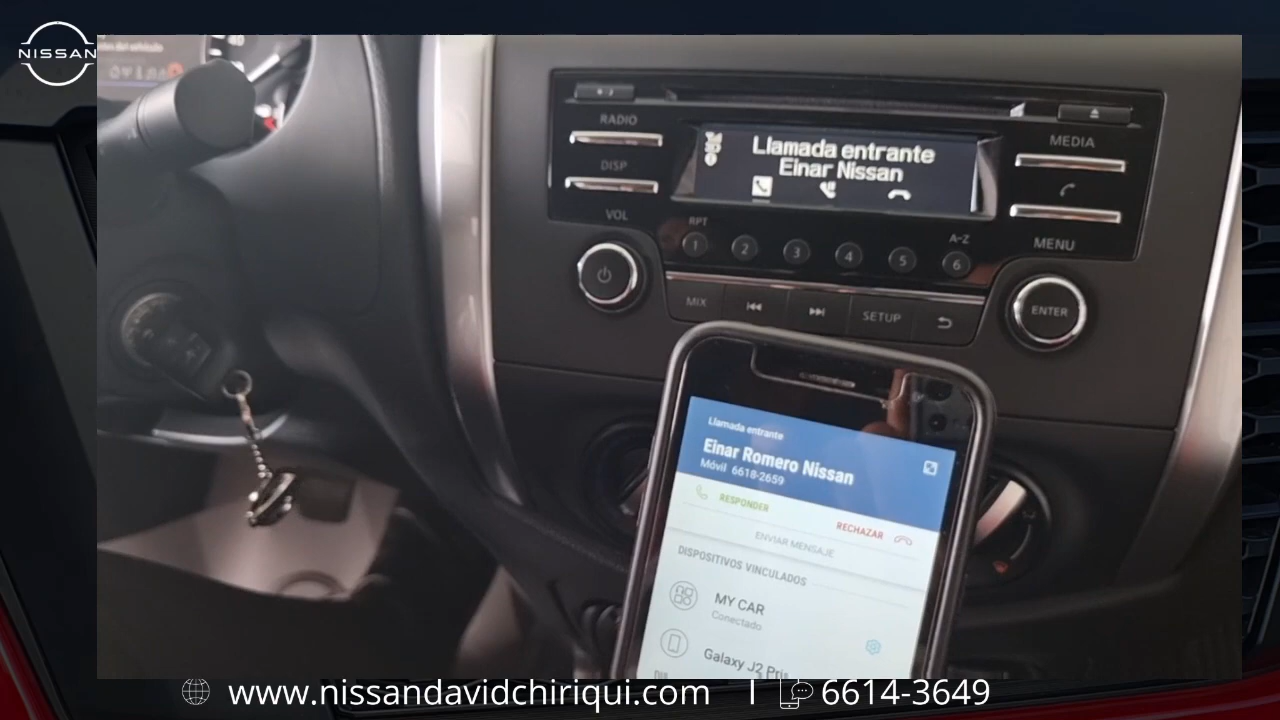 NISSAN
RADIO
MEDIA
DISP
Llamada entrante
Einar Nissan
VOL
RPT
A-Z
MENU
1 2 3 4 5 6
MIX
SETUP
ENTER
Llamada entrante
Einar Romero Nissan
Móvil 6618-2659
RESPONDER
RECHAZAR
ENVIAR MENSAJE
DISPOSITIVOS VINCULADOS
MY CAR
Conectado
Galaxy J2
www.nissandavidchiriqui.com | 6614-3649